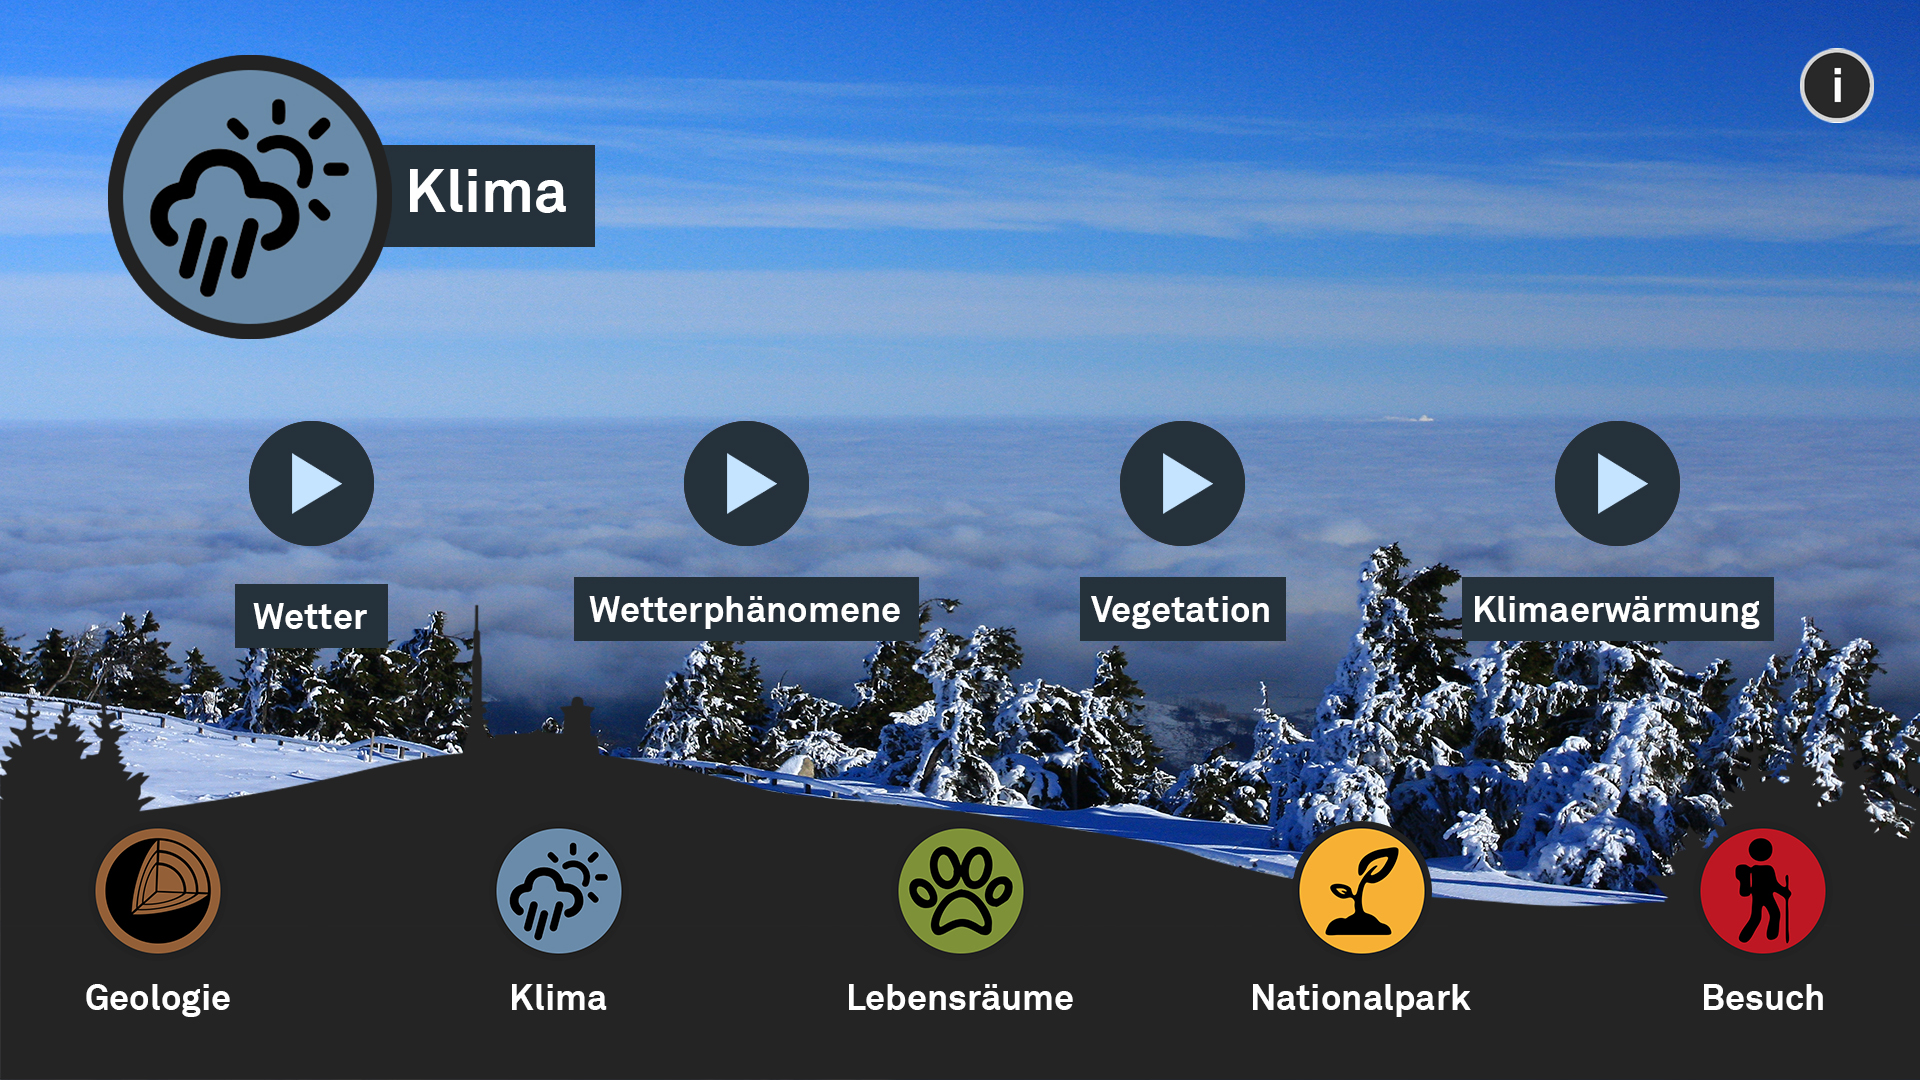 i
Klima
Wetter
Wetterphänomene
Vegetation
Klimaerwärmung
Geologie
Klima
Lebensräume
Nationalpark
Besuch